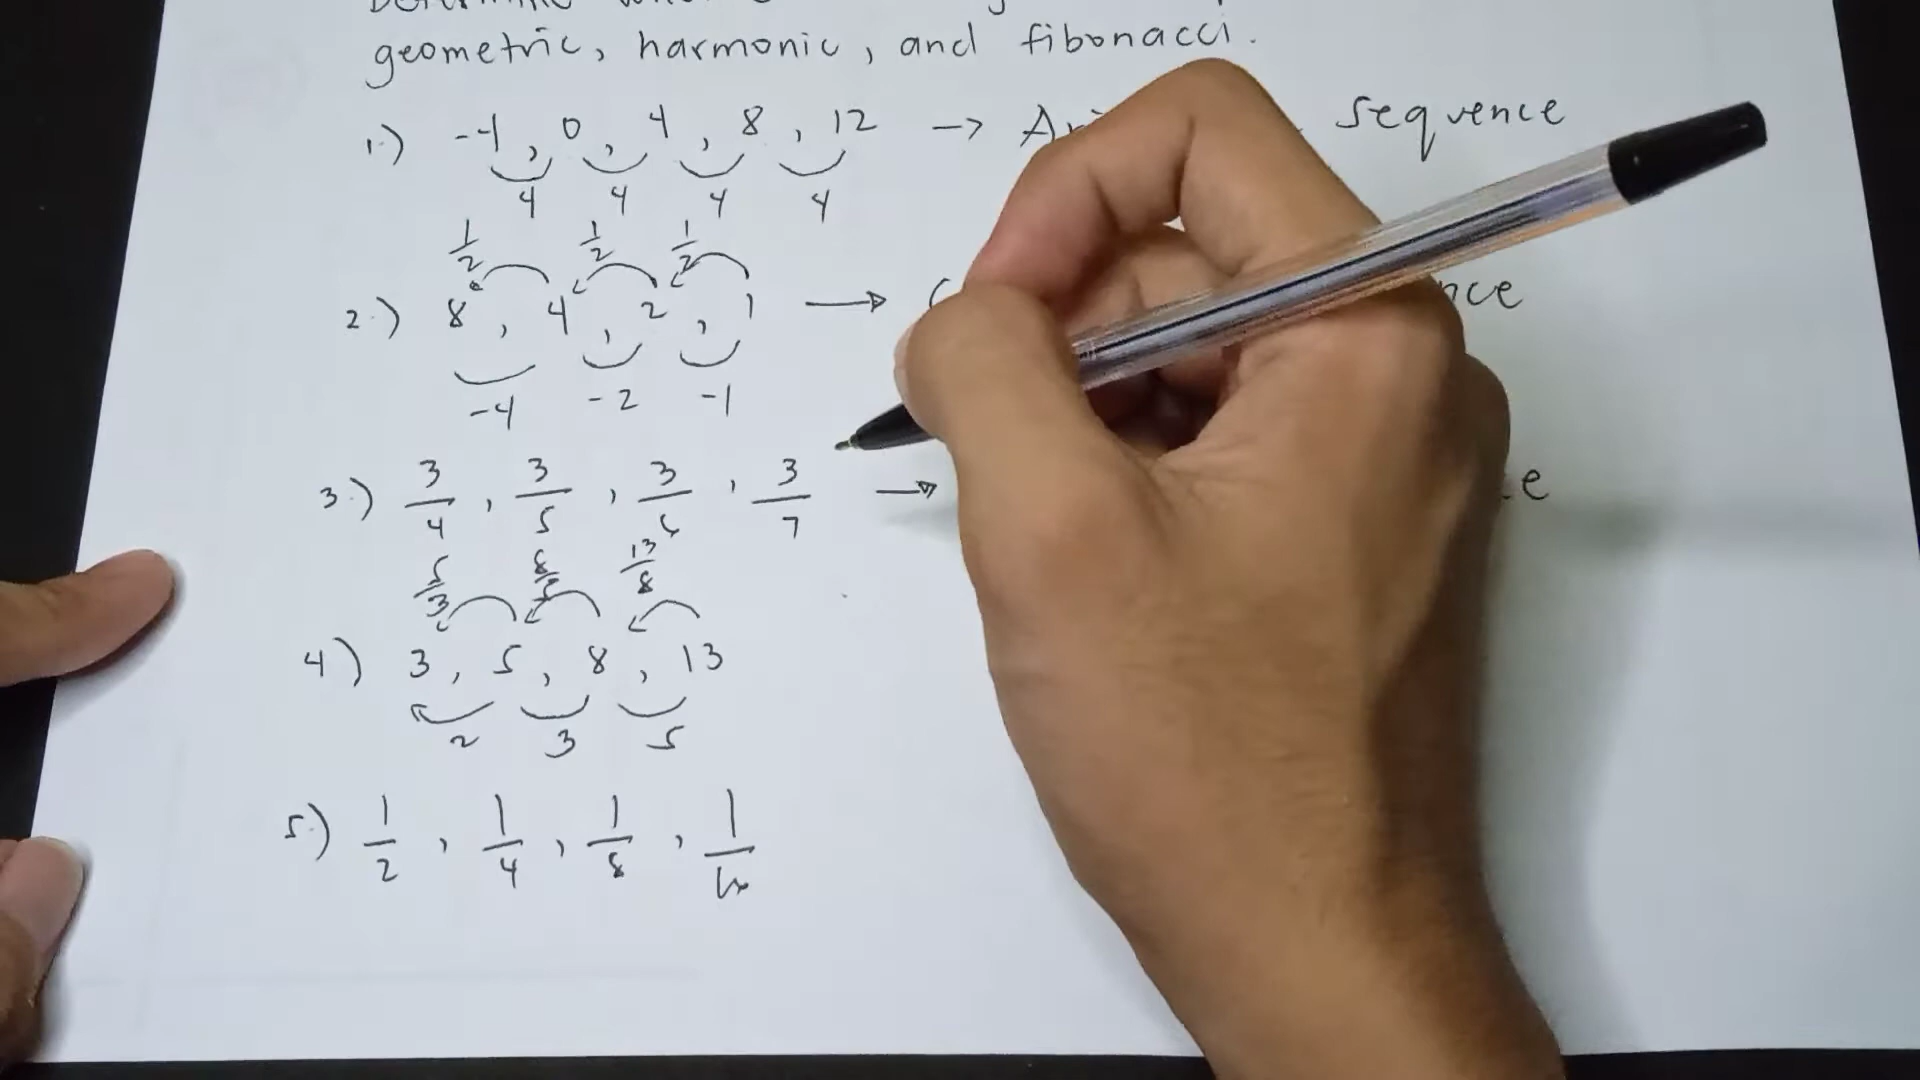 geometric, harmonic, and fibonacci.
1.) -4, 0, 4, 8, 12 → sequence
4 4 4 4
1/2 1/2 1/2
2.) 8, 4, 2, 1 →
-4 -2 -1
3.) 3/4, 3/5, 3/6, 3/7 →
5/3 8/5 13/8
4) 3, 5, 8, 13
2 3 5
5.) 1/2, 1/4, 1/8, 1/16